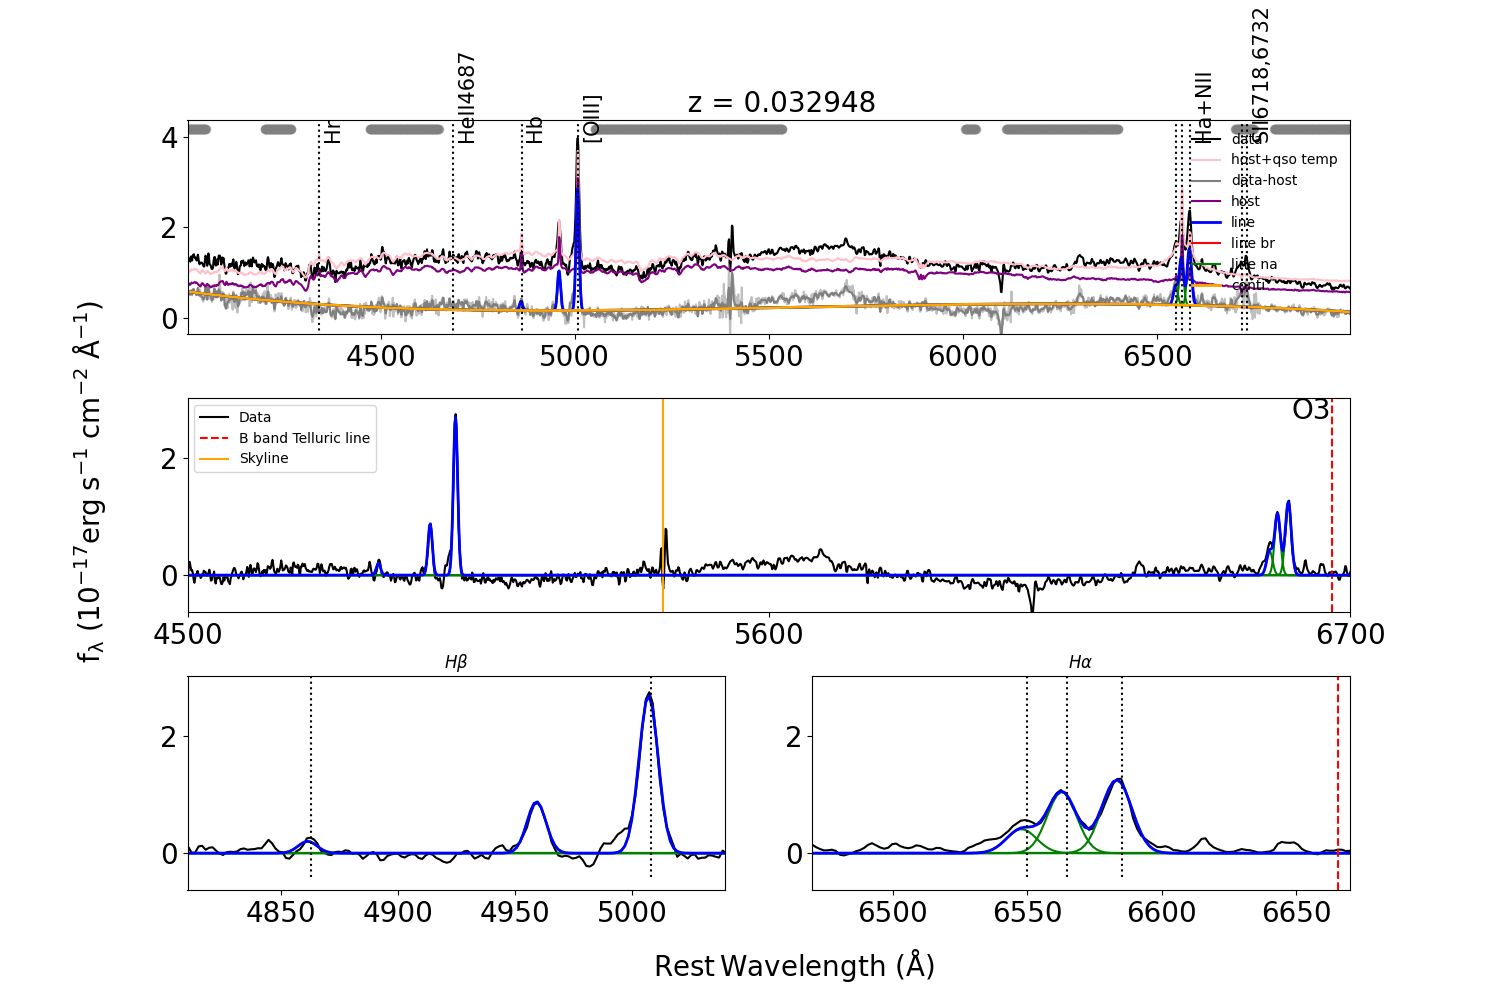 z = 0.032948
Hr
HeII4687
Hb
[OIII]
Ha+NII
SII6718,6732
data
host+qso temp
data-host
host
line
line br
line na
conti
4
2
0
4500
5000
5500
6000
6500
f_λ (10^{-17}erg s^{-1} cm^{-2} Å^{-1})
Data
B band Telluric line
Skyline
O3
2
0
4500
5600
6700
Hβ
2
0
4850
4900
4950
5000
Hα
2
0
6500
6550
6600
6650
Rest Wavelength (Å)